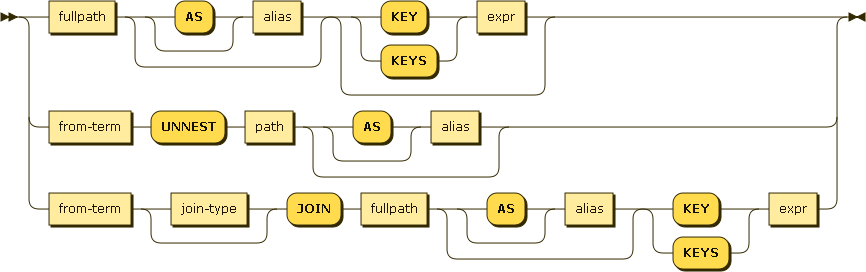 fullpath AS alias KEY expr
KEYS
from-term UNNEST path AS alias
from-term join-type JOIN fullpath AS alias KEY expr
KEYS